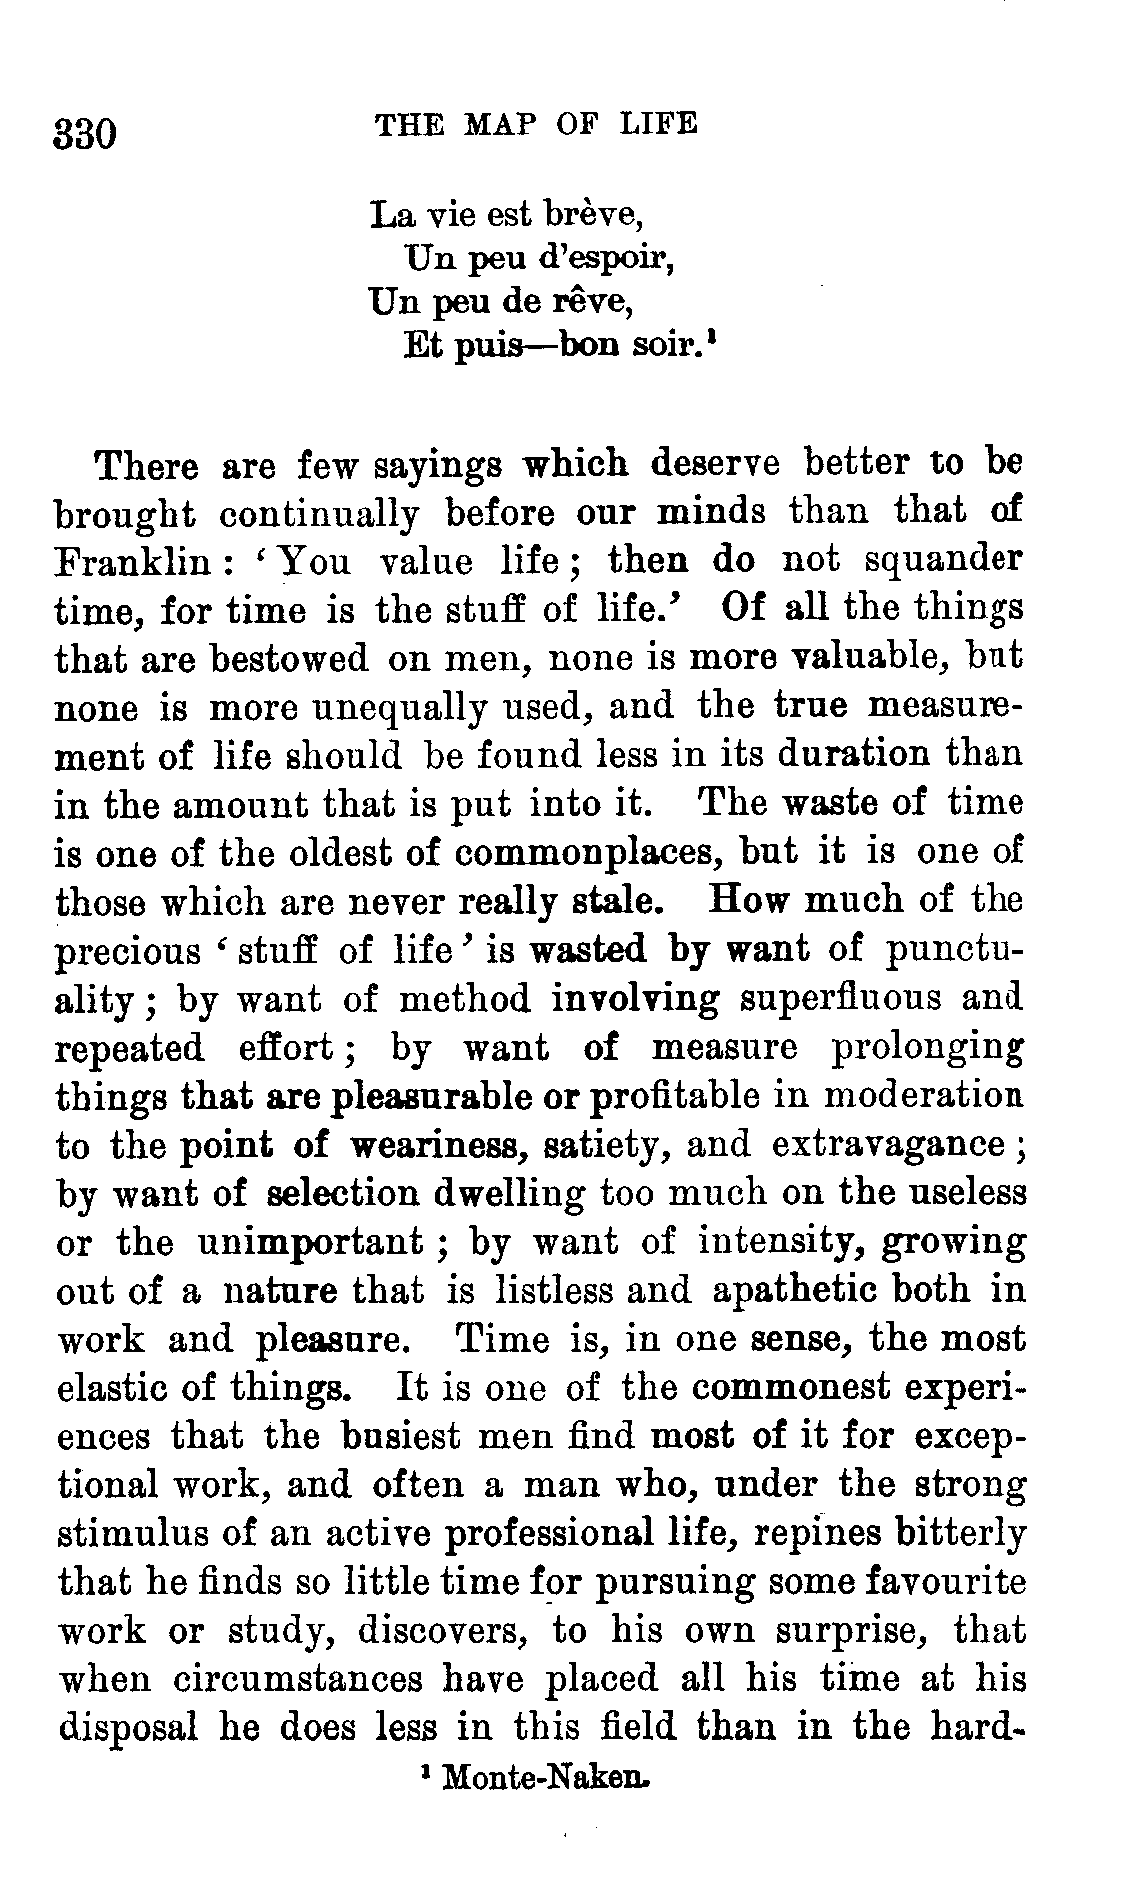 330 THE MAP OF LIFE
La vie est brève,
Un peu d'espoir,
Un peu de rêve,
Et puis—bon soir.¹
There are few sayings which deserve better to be
brought continually before our minds than that of
Franklin : ‘ You value life ; then do not squander
time, for time is the stuff of life.’ Of all the things
that are bestowed on men, none is more valuable, but
none is more unequally used, and the true measure-
ment of life should be found less in its duration than
in the amount that is put into it. The waste of time
is one of the oldest of commonplaces, but it is one of
those which are never really stale. How much of the
precious ‘ stuff of life ’ is wasted by want of punctu-
ality ; by want of method involving superfluous and
repeated effort ; by want of measure prolonging
things that are pleasurable or profitable in moderation
to the point of weariness, satiety, and extravagance ;
by want of selection dwelling too much on the useless
or the unimportant ; by want of intensity, growing
out of a nature that is listless and apathetic both in
work and pleasure. Time is, in one sense, the most
elastic of things. It is one of the commonest experi-
ences that the busiest men find most of it for excep-
tional work, and often a man who, under the strong
stimulus of an active professional life, repines bitterly
that he finds so little time for pursuing some favourite
work or study, discovers, to his own surprise, that
when circumstances have placed all his time at his
disposal he does less in this field than in the hard-
¹ Monte-Naken.